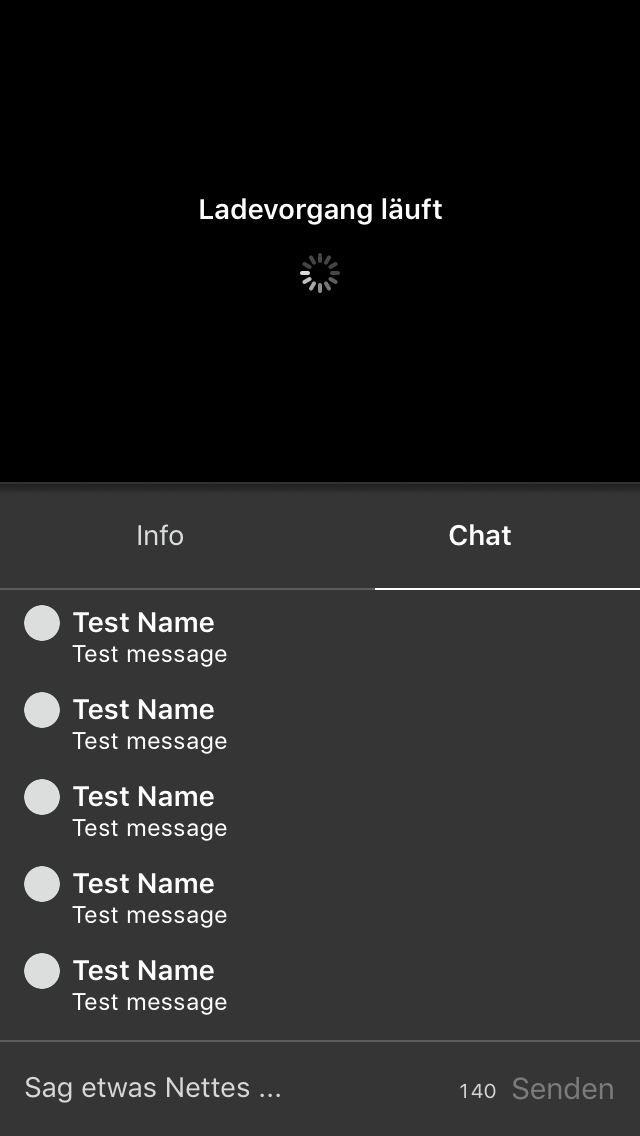 Ladevorgang läuft
Info
Chat
Test Name
Test message
Test Name
Test message
Test Name
Test message
Test Name
Test message
Test Name
Test message
Sag etwas Nettes ...
140 Senden